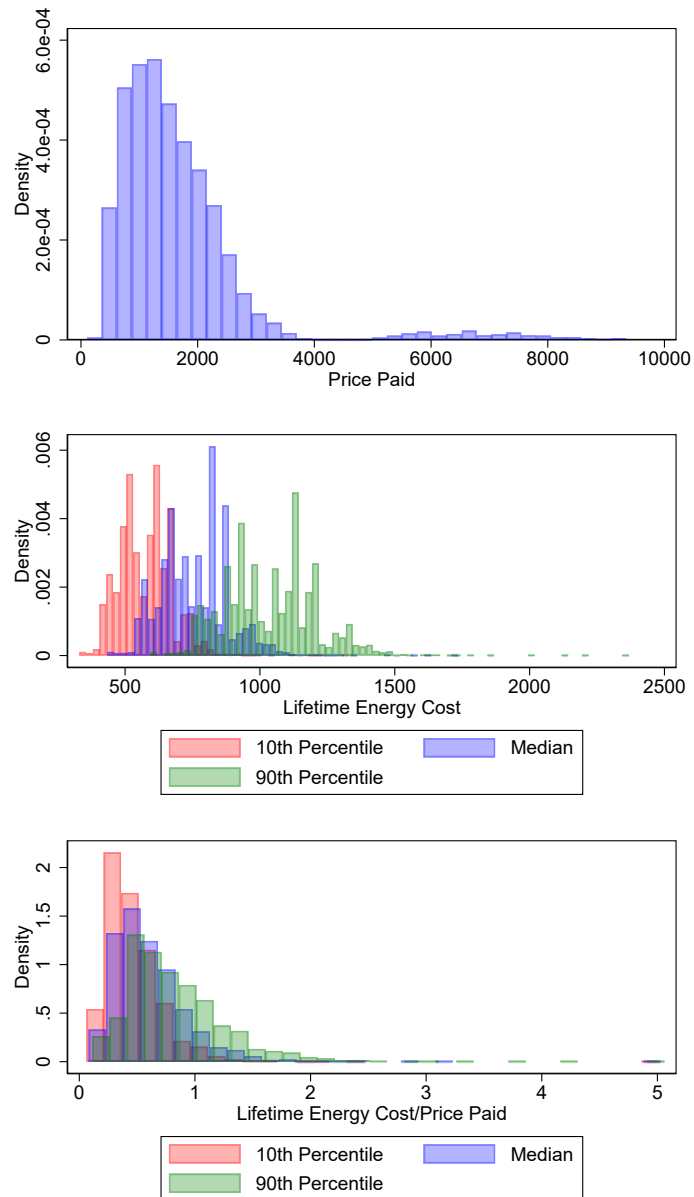 Density
6.0e-04
4.0e-04
2.0e-04
0
0 2000 4000 6000 8000 10000
Price Paid
Density
.006
.004
.002
0
500 1000 1500 2000 2500
Lifetime Energy Cost
10th Percentile Median
90th Percentile
Density
2
1.5
1
.5
0
0 1 2 3 4 5
Lifetime Energy Cost/Price Paid
10th Percentile Median
90th Percentile